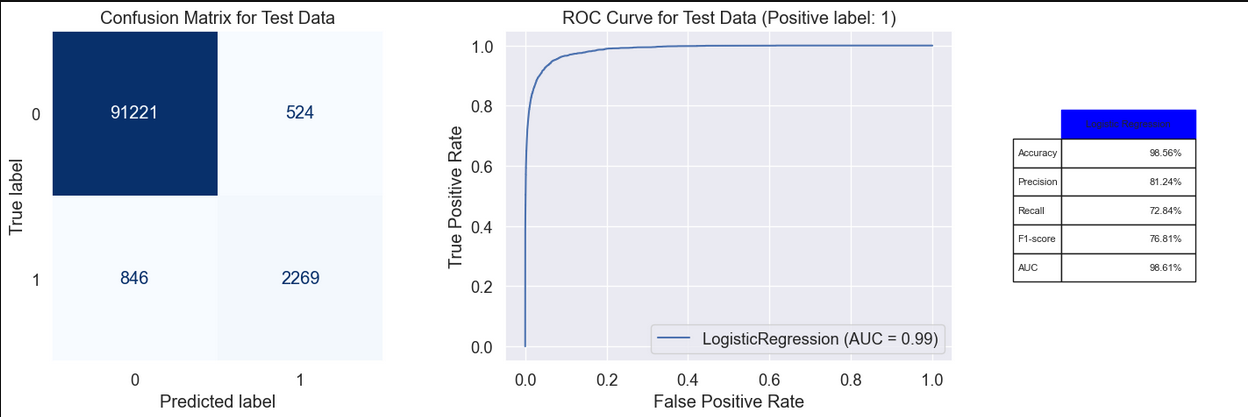 Confusion Matrix for Test Data
True label
0
91221 524
1
846 2269
0 1
Predicted label
ROC Curve for Test Data (Positive label: 1)
True Positive Rate
1.0
0.8
0.6
0.4
0.2
0.0
LogisticRegression (AUC = 0.99)
0.0 0.2 0.4 0.6 0.8 1.0
False Positive Rate
Logistic Regression
Accuracy 98.56%
Precision 81.24%
Recall 72.84%
F1-score 76.81%
AUC 98.61%